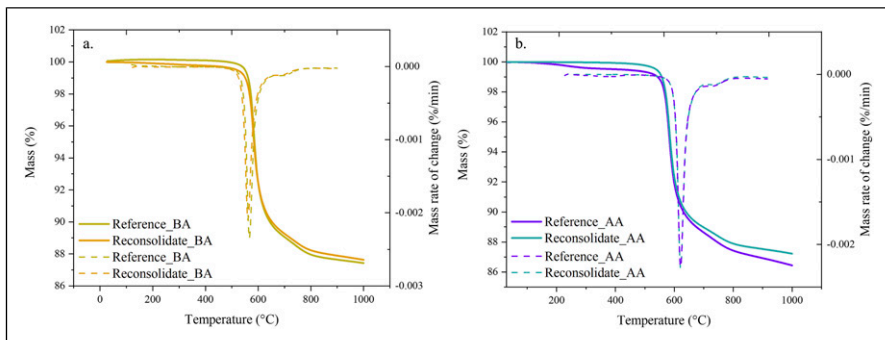 a.
102
100
98
96
94
92
90
88
86
Mass (%)
0.000
-0.001
-0.002
-0.003
Mass rate of change (%/min)
Reference_BA
Reconsolidate_BA
Reference_BA
Reconsolidate_BA
0
200
400
600
800
1000
Temperature (°C)
b.
102
100
98
96
94
92
90
88
86
Mass (%)
0.000
-0.001
-0.002
Mass rate of change (%/min)
Reference_AA
Reconsolidate_AA
Reference_AA
Reconsolidate_AA
200
400
600
800
1000
Temperature (°C)